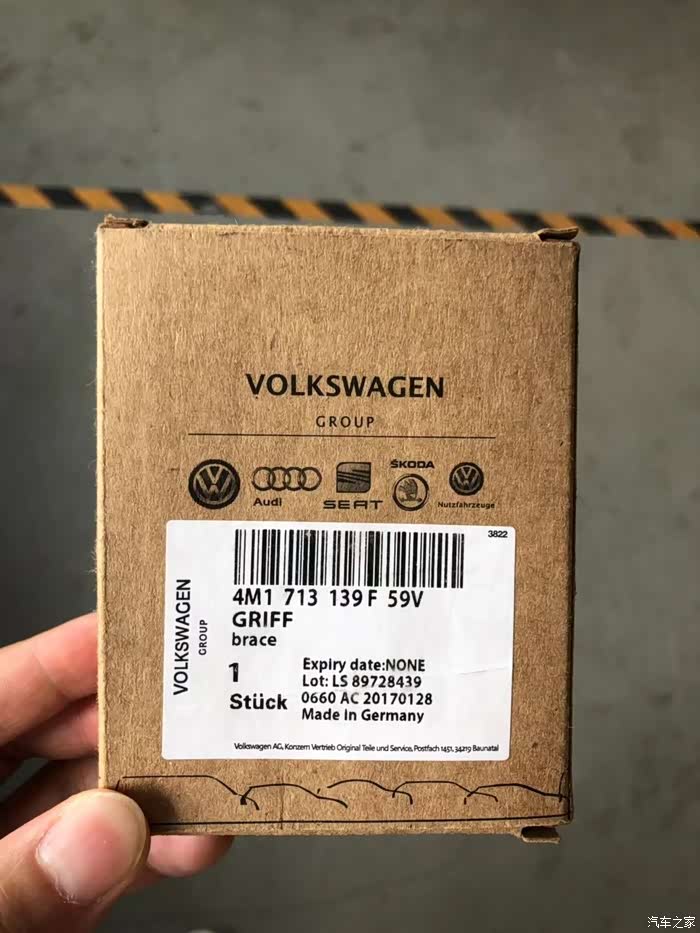 VOLKSWAGEN
GROUP
Audi
SEAT
ŠKODA
Nutzfahrzeuge
3822
4M1 713 139 F 59V
GRIFF
brace
VOLKSWAGEN
GROUP
1
Stück
Expiry date:NONE
Lot: LS 89728439
0660 AC 20170128
Made in Germany
Volkswagen AG, Konzern Vertrieb Original Teile und Service, Postfach 1451, 34219 Baunatal
汽车之家